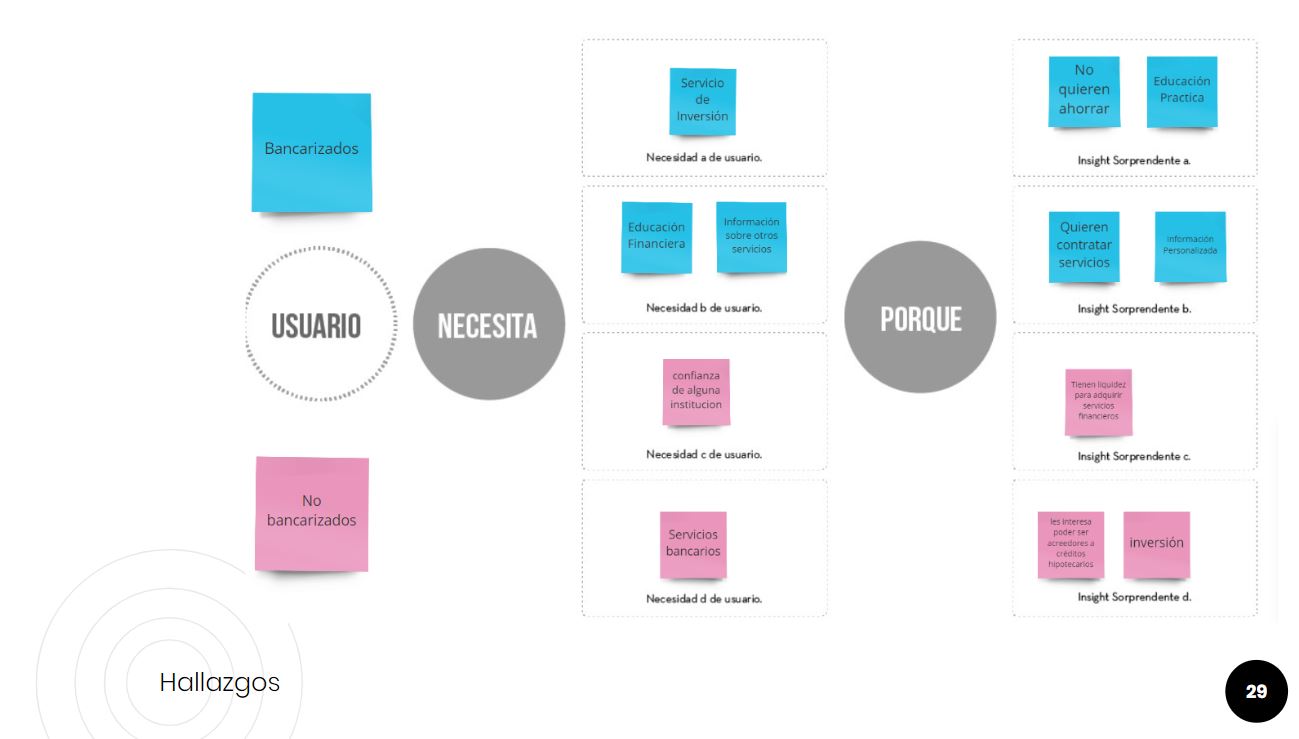 Bancarizados
USUARIO
No
bancarizados
NECESITA
Servicio
de
Inversión
Necesidad a de usuario.
Educación
Financiera
Información
sobre otros
servicios
Necesidad b de usuario.
confianza
de alguna
institucion
Necesidad c de usuario.
Servicios
bancarios
Necesidad d de usuario.
PORQUE
No
quieren
ahorrar
Educación
Practica
Insight Sorprendente a.
Quieren
contratar
servicios
Información
Personalizada
Insight Sorprendente b.
Tienen liquidez
para adquirir
servicios
financieros
Insight Sorprendente c.
les interesa
poder ser
acreedores a
créditos
hipotecarios
inversión
Insight Sorprendente d.
Hallazgos
29